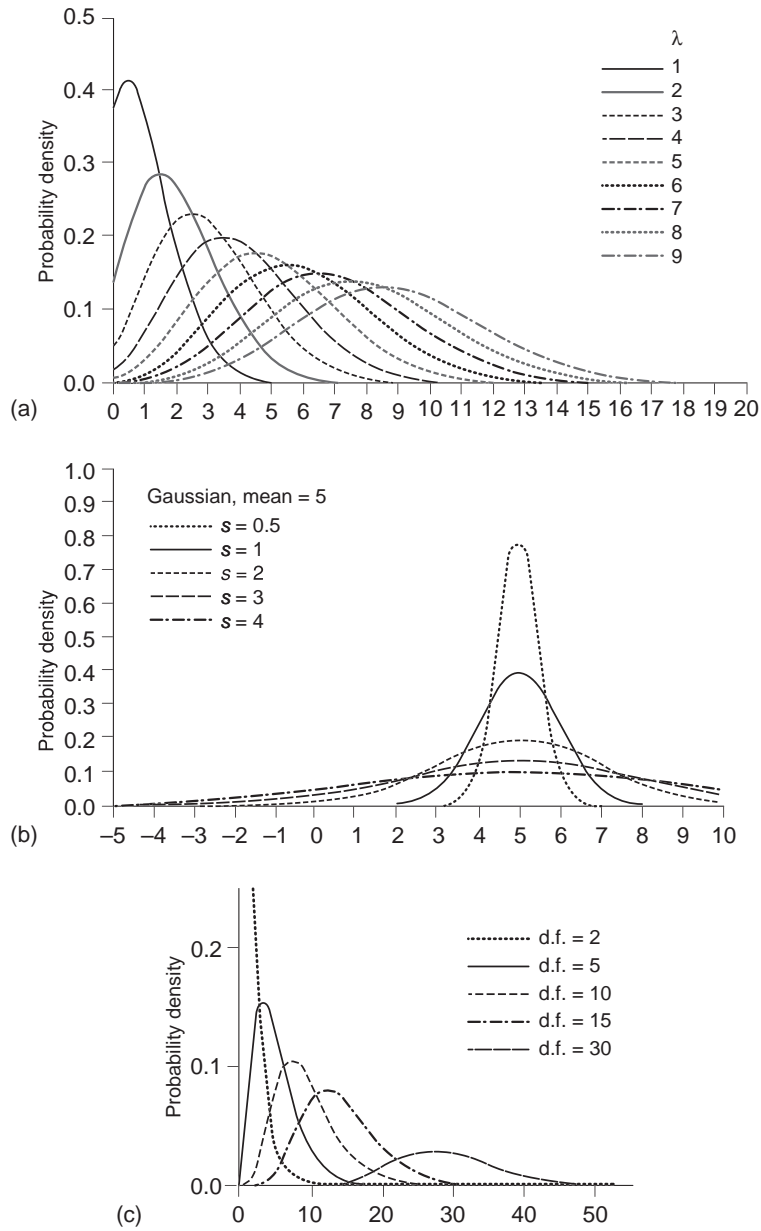 0.5
0.4
0.3
0.2
0.1
0.0
Probability density
λ
1
2
3
4
5
6
7
8
9
0 1 2 3 4 5 6 7 8 9 10 11 12 13 14 15 16 17 18 19 20
(a)
1.0
0.9
0.8
0.7
0.6
0.5
0.4
0.3
0.2
0.1
0.0
Probability density
Gaussian, mean = 5
s = 0.5
s = 1
s = 2
s = 3
s = 4
–5 –4 –3 –2 –1 0 1 2 3 4 5 6 7 8 9 10
(b)
0.2
0.1
0.0
Probability density
d.f. = 2
d.f. = 5
d.f. = 10
d.f. = 15
d.f. = 30
0 10 20 30 40 50
(c)